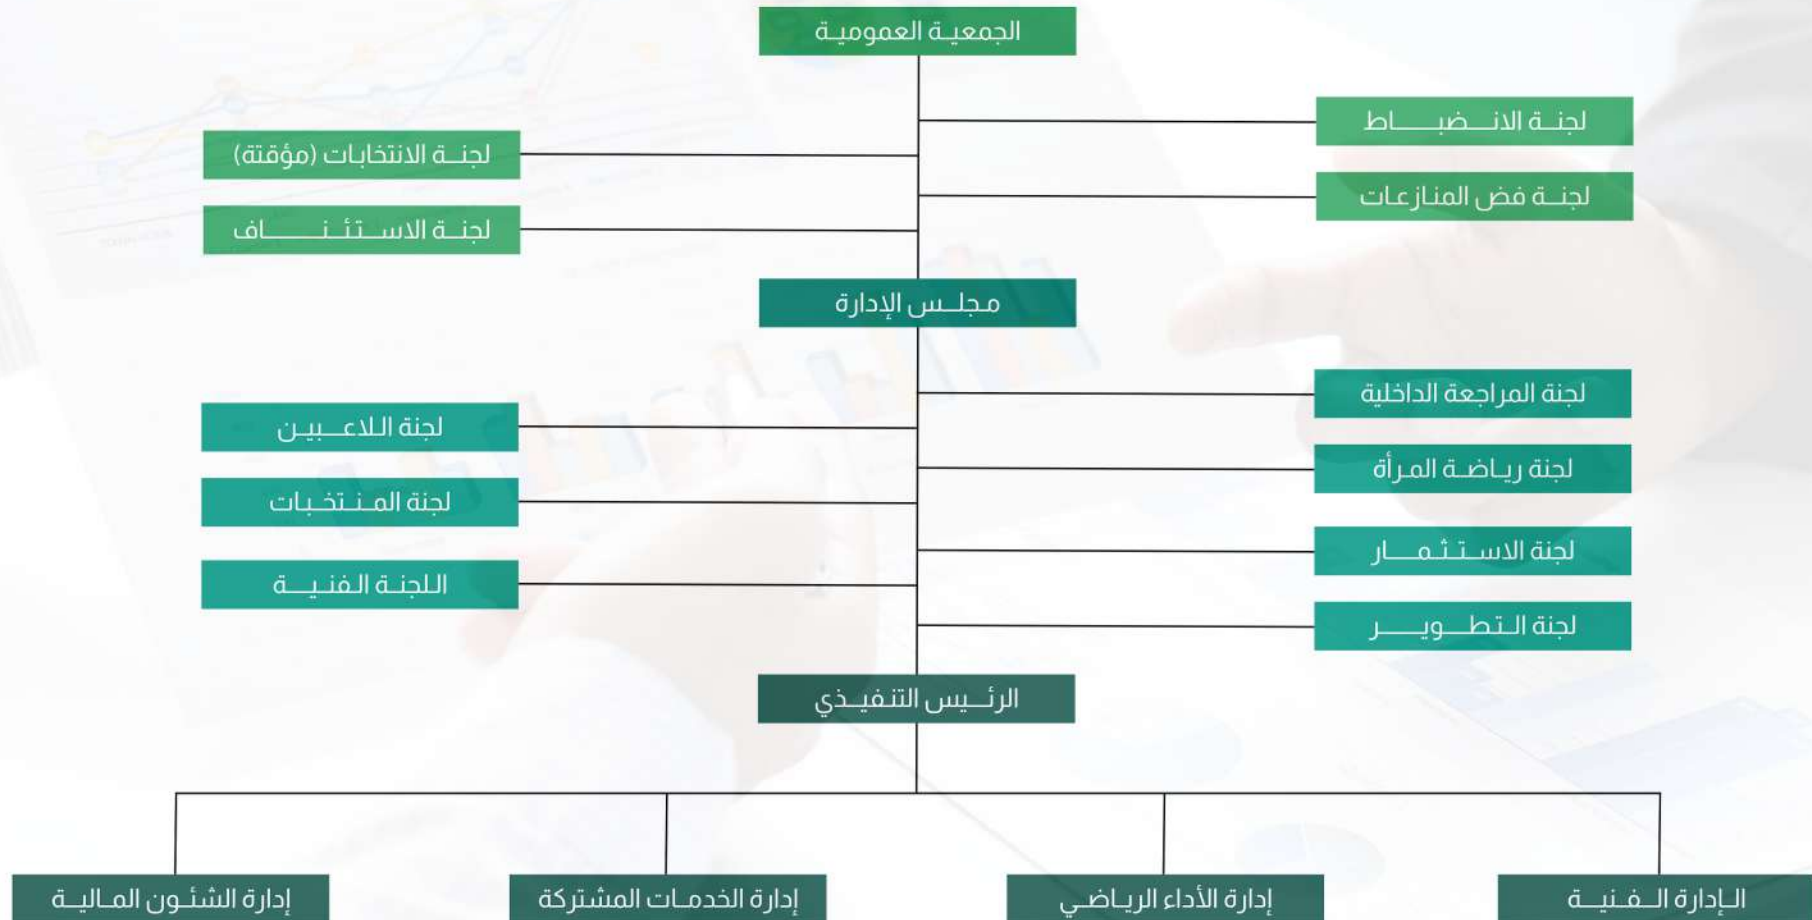 الجمعية العمومية
لجنة الانضباط
لجنة الانتخابات (مؤقتة)
لجنة فض المنازعات
لجنة الاستئناف
مجلس الإدارة
لجنة المراجعة الداخلية
لجنة اللاعبين
لجنة رياضة المرأة
لجنة المنتخبات
لجنة الاستثمار
اللجنة الفنية
لجنة التطوير
الرئيس التنفيذي
الإدارة الفنية
إدارة الأداء الرياضي
إدارة الخدمات المشتركة
إدارة الشئون المالية